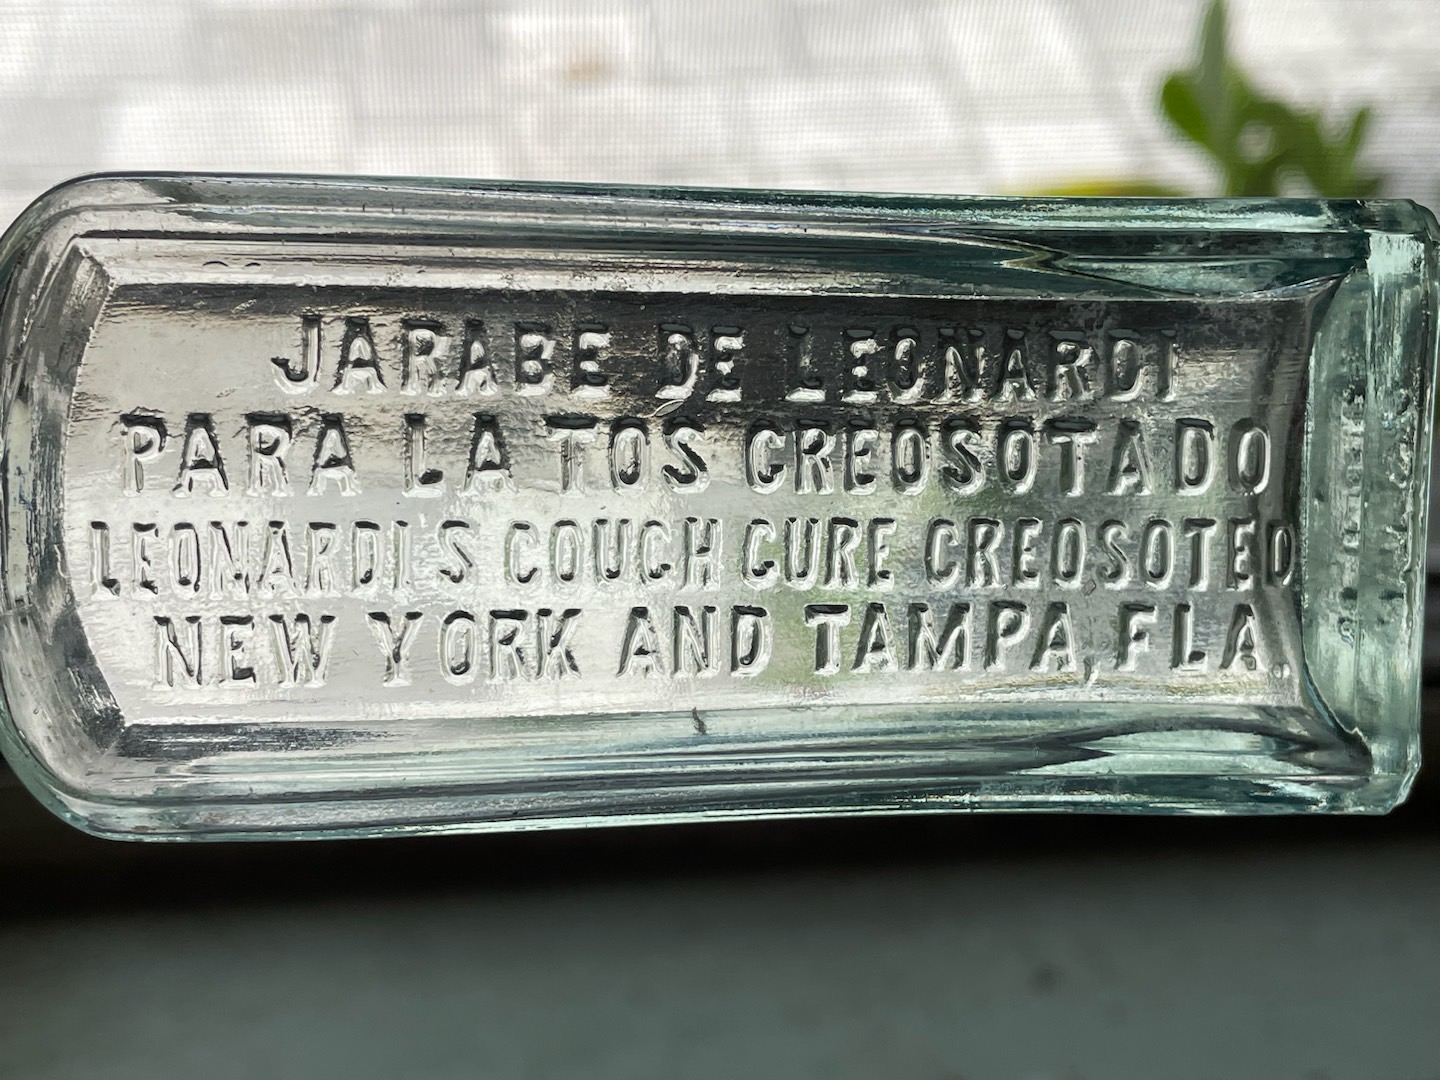 JARABE DE LEONARDI
PARA LA TOS CREOSOTADO
LEONARDI S COUGH CURE CREOSOTED
NEW YORK AND TAMPA, FLA.